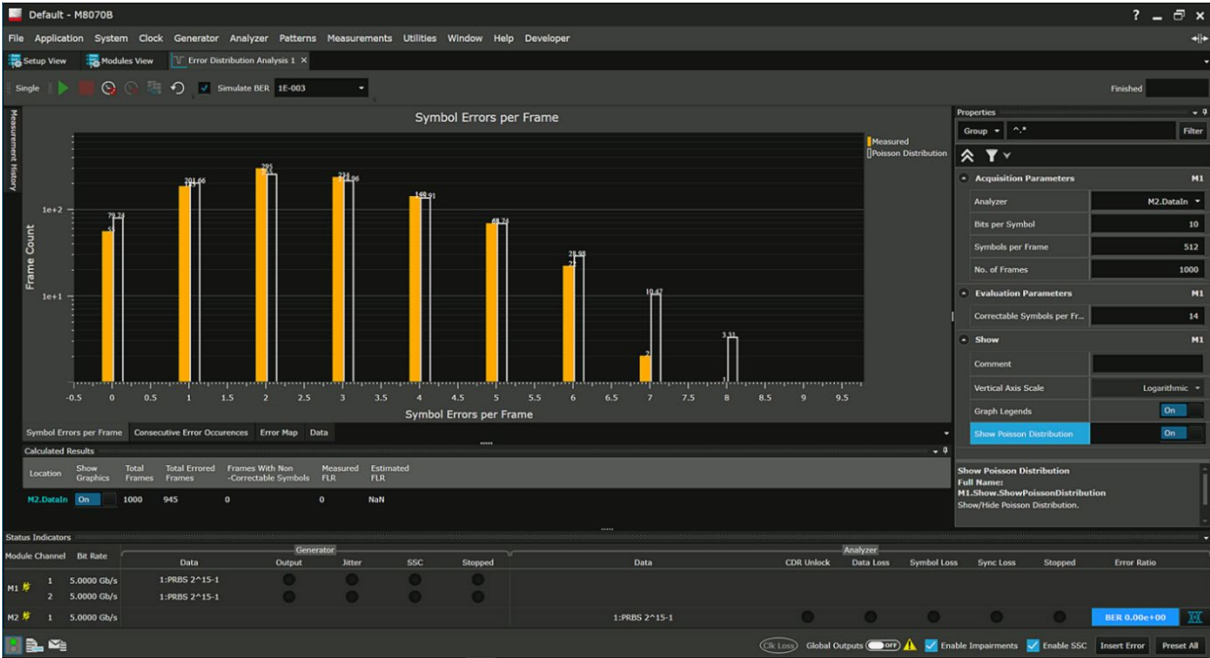 Default - M8070B
File Application System Clock Generator Analyzer Patterns Measurements Utilities Window Help Developer
Setup View Modules View Error Distribution Analysis 1 ×
Single Simulate BER 1E-003 Finished
Measurement History
Symbol Errors per Frame
Measured
Poisson Distribution
Frame Count
1e+2
1e+1
79.74
201.66
295
68.74
22
28.98
2
10.47
3.31
-0.5 0 0.5 1 1.5 2 2.5 3 3.5 4 4.5 5 5.5 6 6.5 7 7.5 8 8.5 9 9.5
Symbol Errors per Frame
Symbol Errors per Frame Consecutive Error Occurences Error Map Data
Calculated Results
Location Show Graphics Total Frames Total Errored Frames Frames With Non -Correctable Symbols Measured FLR Estimated FLR
M2.DataIn On 1000 945 0 0 NaN
Properties
Group ^.* Filter
Acquisition Parameters M1
Analyzer M2.DataIn
Bits per Symbol 10
Symbols per Frame 512
No. of Frames 1000
Evaluation Parameters M1
Correctable Symbols per Fr... 14
Show M1
Comment
Vertical Axis Scale Logarithmic
Graph Legends On
Show Poisson Distribution On
Show Poisson Distribution
Full Name:
M1.Show.ShowPoissonDistribution
Show/Hide Poisson Distribution.
Status Indicators
Generator Analyzer
Module Channel Bit Rate Data Output Jitter SSC Stopped Data CDR Unlock Data Loss Symbol Loss Sync Loss Stopped Error Ratio
M1 1 5.0000 Gb/s 1:PRBS 2^15-1
2 5.0000 Gb/s 1:PRBS 2^15-1
M2 1 5.0000 Gb/s 1:PRBS 2^15-1 BER 0.00e+00
Clk Loss Global Outputs OFF Enable Impairments Enable SSC Insert Error Preset All